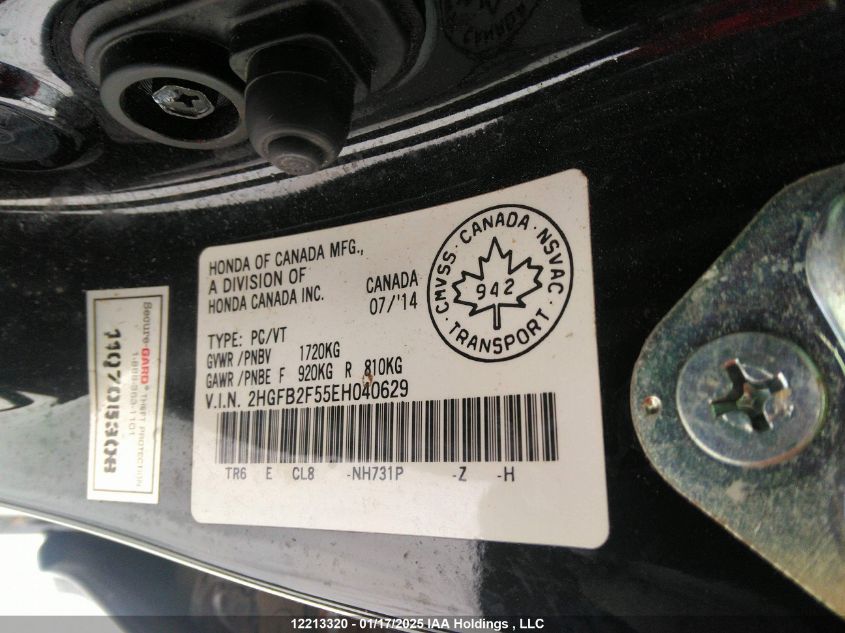 HONDA OF CANADA MFG.,
A DIVISION OF
HONDA CANADA INC.
CANADA
07/'14
TYPE: PC/VT
GVWR/PNBV 1720KG
GAWR/PNBE F 920KG R 810KG
V.I.N. 2HGFB2F55EH040629
TR6 E CL8 -NH731P -Z -H
CMVSS · CANADA · NSVAC ·
942
TRANSPORT
Secure GARD® THEFT PROTECTION
11Q7015308
12213320 - 01/17/2025 IAA Holdings , LLC